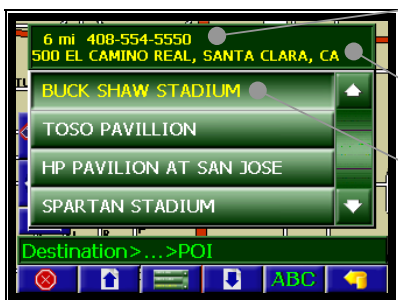 6 mi 408-554-5550
500 EL CAMINO REAL, SANTA CLARA, CA
BUCK SHAW STADIUM
TOSO PAVILLION
HP PAVILION AT SAN JOSE
SPARTAN STADIUM
Destination>...>POI
ABC